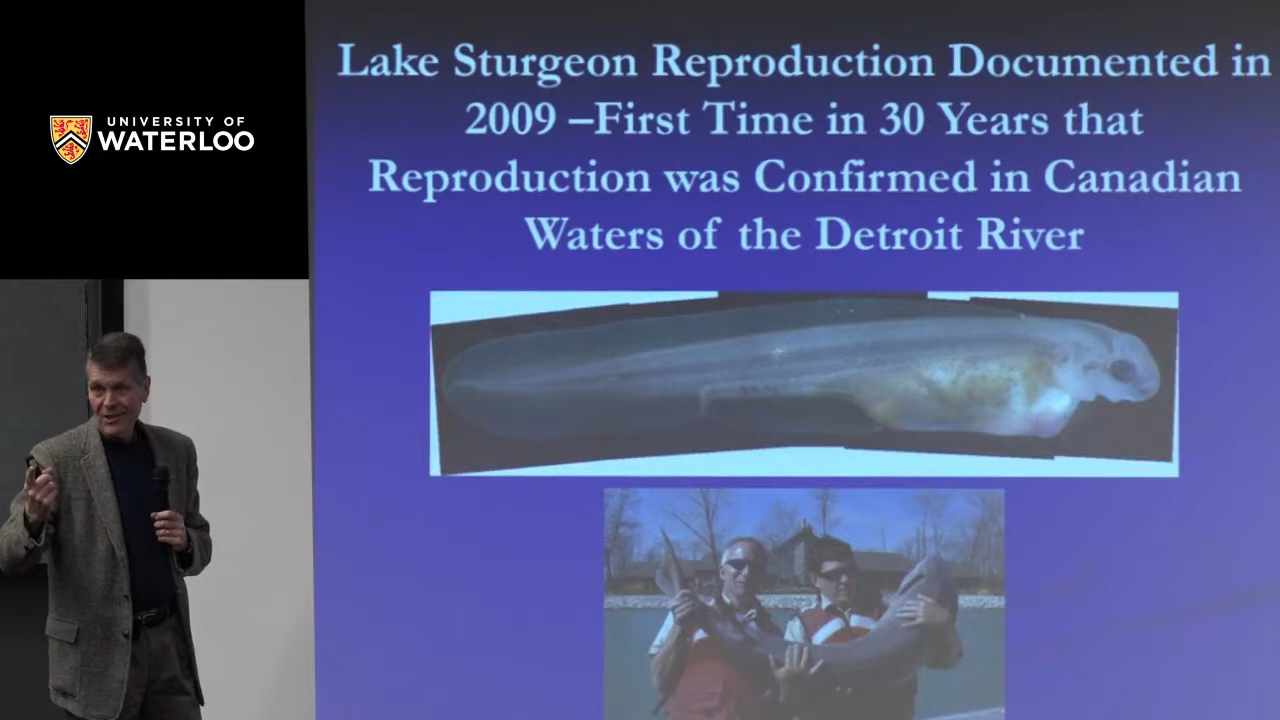 UNIVERSITY OF
WATERLOO
Lake Sturgeon Reproduction Documented in
2009 –First Time in 30 Years that
Reproduction was Confirmed in Canadian
Waters of the Detroit River